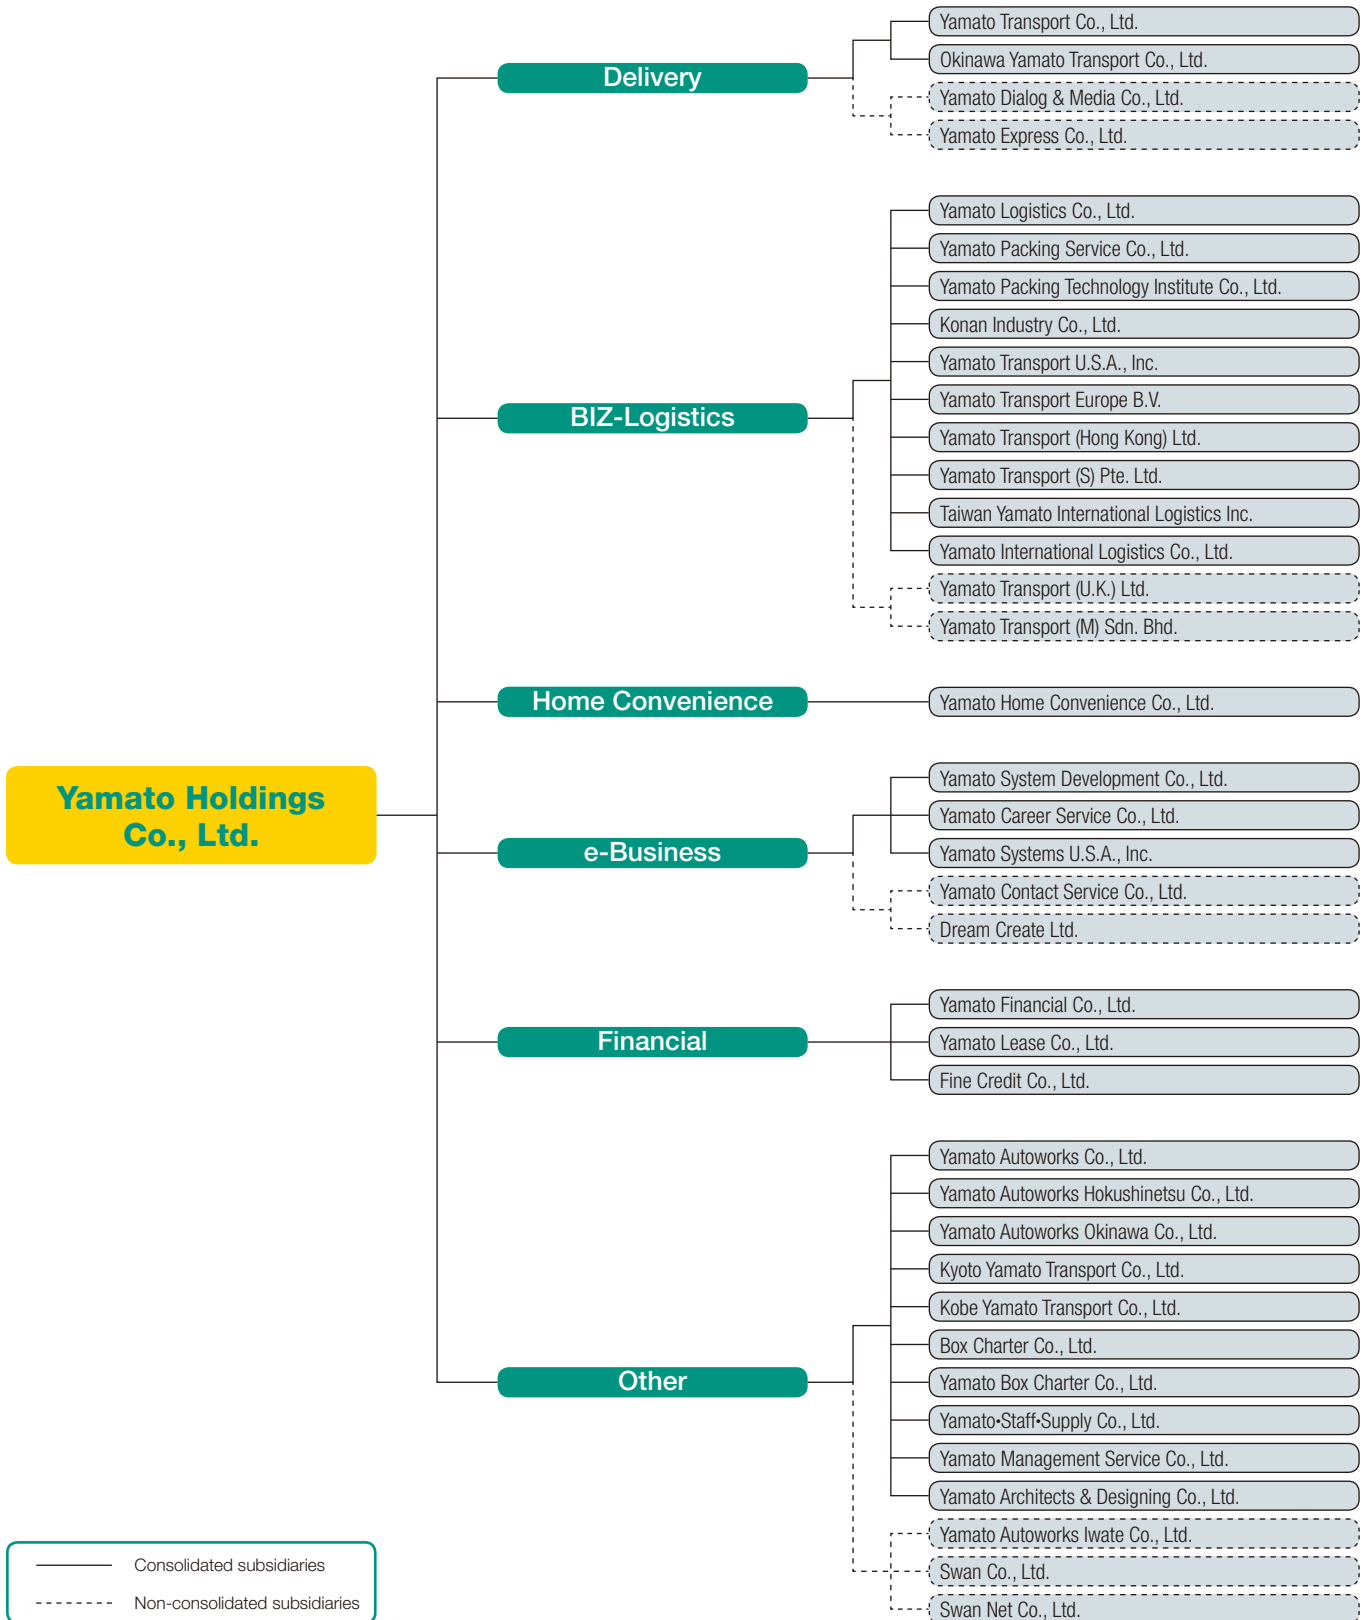 Yamato Holdings
Co., Ltd.
Delivery
Yamato Transport Co., Ltd.
Okinawa Yamato Transport Co., Ltd.
Yamato Dialog & Media Co., Ltd.
Yamato Express Co., Ltd.
BIZ-Logistics
Yamato Logistics Co., Ltd.
Yamato Packing Service Co., Ltd.
Yamato Packing Technology Institute Co., Ltd.
Konan Industry Co., Ltd.
Yamato Transport U.S.A., Inc.
Yamato Transport Europe B.V.
Yamato Transport (Hong Kong) Ltd.
Yamato Transport (S) Pte. Ltd.
Taiwan Yamato International Logistics Inc.
Yamato International Logistics Co., Ltd.
Yamato Transport (U.K.) Ltd.
Yamato Transport (M) Sdn. Bhd.
Home Convenience
Yamato Home Convenience Co., Ltd.
e-Business
Yamato System Development Co., Ltd.
Yamato Career Service Co., Ltd.
Yamato Systems U.S.A., Inc.
Yamato Contact Service Co., Ltd.
Dream Create Ltd.
Financial
Yamato Financial Co., Ltd.
Yamato Lease Co., Ltd.
Fine Credit Co., Ltd.
Other
Yamato Autoworks Co., Ltd.
Yamato Autoworks Hokushinetsu Co., Ltd.
Yamato Autoworks Okinawa Co., Ltd.
Kyoto Yamato Transport Co., Ltd.
Kobe Yamato Transport Co., Ltd.
Box Charter Co., Ltd.
Yamato Box Charter Co., Ltd.
Yamato•Staff•Supply Co., Ltd.
Yamato Management Service Co., Ltd.
Yamato Architects & Designing Co., Ltd.
Yamato Autoworks Iwate Co., Ltd.
Swan Co., Ltd.
Swan Net Co., Ltd.
Consolidated subsidiaries
Non-consolidated subsidiaries